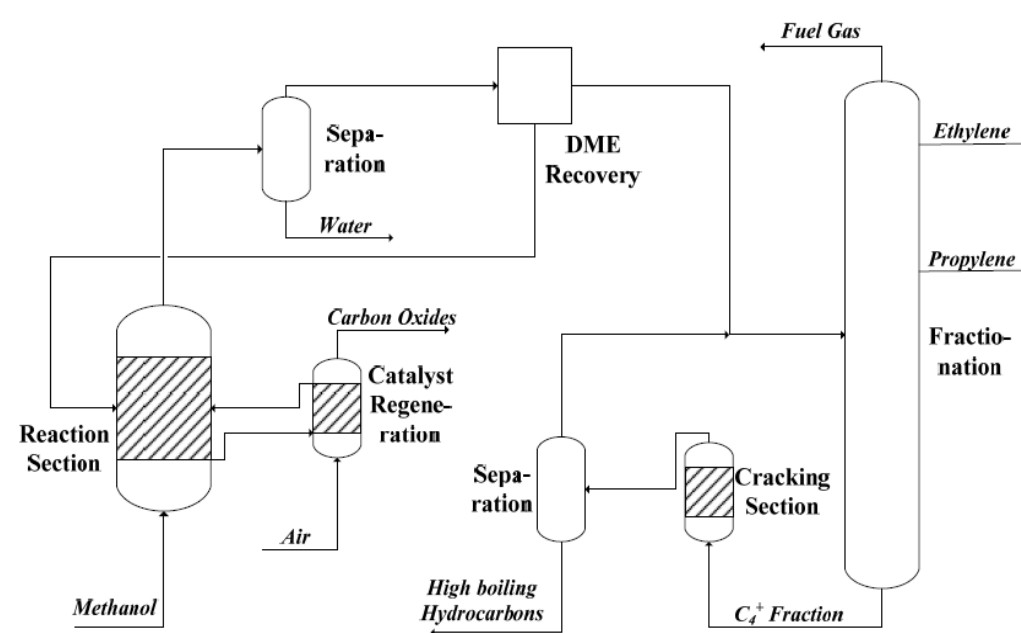 Fuel Gas
Sepa-
ration
DME
Recovery
Ethylene
Water
Propylene
Carbon Oxides
Catalyst
Regene-
ration
Fractio-
nation
Reaction
Section
Sepa-
ration
Cracking
Section
Air
Methanol
High boiling
Hydrocarbons
C₄⁺ Fraction